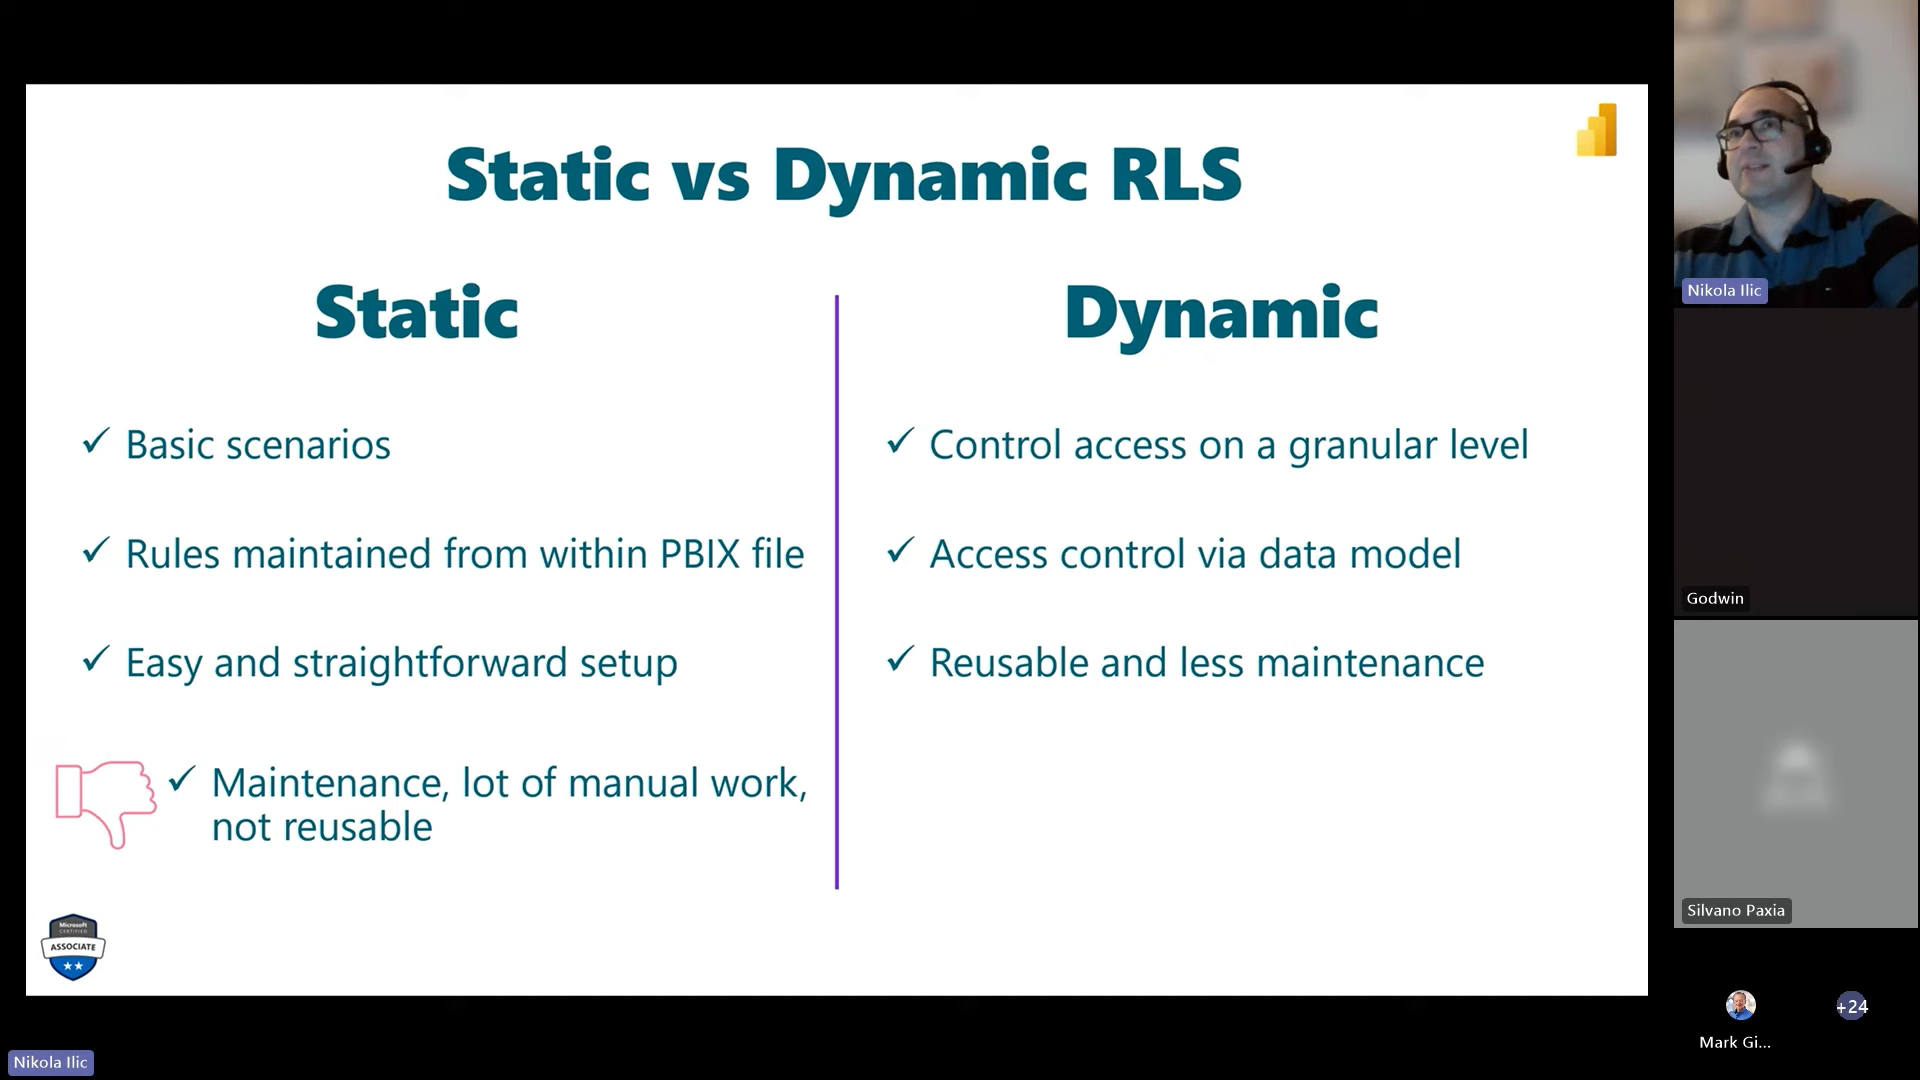 Static vs Dynamic RLS
Static
Basic scenarios
Rules maintained from within PBIX file
Easy and straightforward setup
Maintenance, lot of manual work,
not reusable
Dynamic
Control access on a granular level
Access control via data model
Reusable and less maintenance
Microsoft
CERTIFIED
ASSOCIATE
Nikola Ilic
Godwin
Silvano Paxia
Mark Gi...
+24
Nikola Ilic